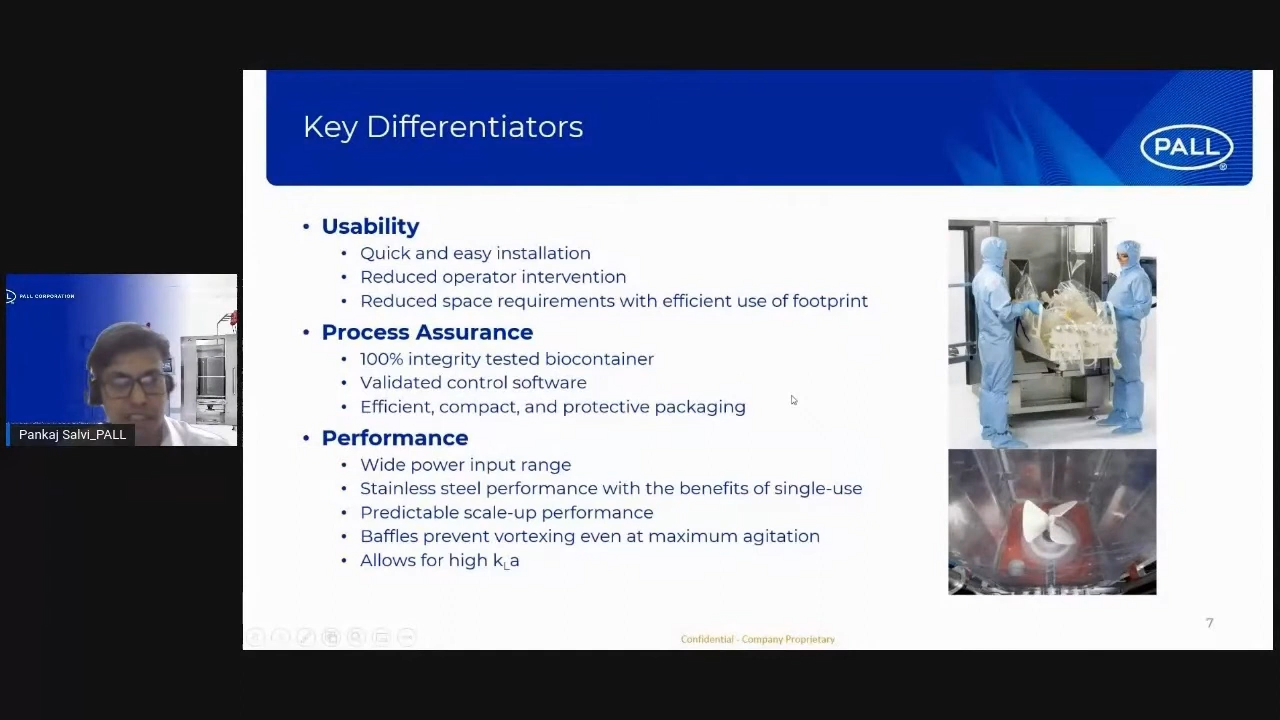 Key Differentiators
PALL
®
• Usability
• Quick and easy installation
• Reduced operator intervention
• Reduced space requirements with efficient use of footprint
• Process Assurance
• 100% integrity tested biocontainer
• Validated control software
• Efficient, compact, and protective packaging
• Performance
• Wide power input range
• Stainless steel performance with the benefits of single-use
• Predictable scale-up performance
• Baffles prevent vortexing even at maximum agitation
• Allows for high kLa
7
Confidential - Company Proprietary
PALL CORPORATION
Pankaj Salvi_PALL